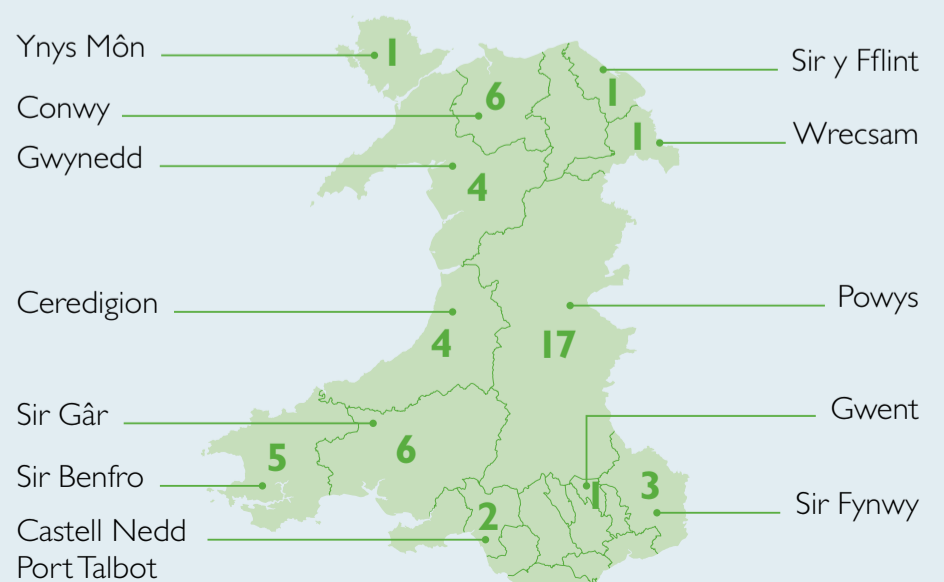 Ynys Môn
1
Conwy
6
Gwynedd
4
Ceredigion
4
Sir Gâr
6
Sir Benfro
5
Castell Nedd
Port Talbot
2
Sir y Fflint
1
Wrecsam
1
Powys
17
Gwent
1
Sir Fynwy
3